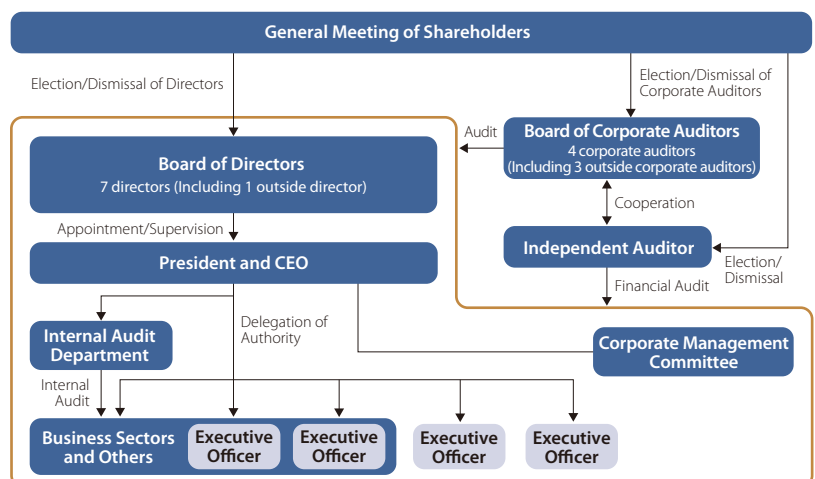 General Meeting of Shareholders
Election/Dismissal of Directors
Election/Dismissal of
Corporate Auditors
Audit
Board of Corporate Auditors
4 corporate auditors
(Including 3 outside corporate auditors)
Board of Directors
7 directors (Including 1 outside director)
Cooperation
Appointment/Supervision
Independent Auditor
President and CEO
Election/
Dismissal
Financial Audit
Delegation of
Authority
Internal Audit
Department
Corporate Management
Committee
Internal
Audit
Business Sectors
and Others
Executive
Officer
Executive
Officer
Executive
Officer
Executive
Officer